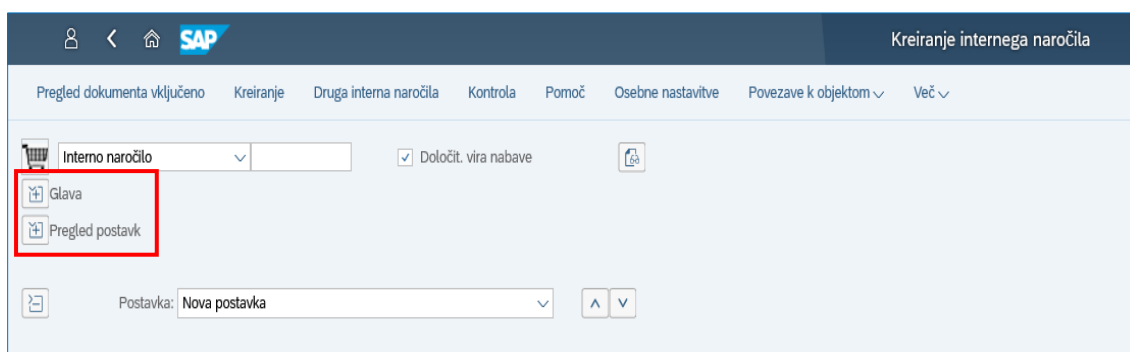 SAP Kreiranje internega naročila
Pregled dokumenta vključeno Kreiranje Druga interna naročila Kontrola Pomoč Osebne nastavitve Povezave k objektom Več
Interno naročilo Določit. vira nabave
Glava
Pregled postavk
Postavka: Nova postavka